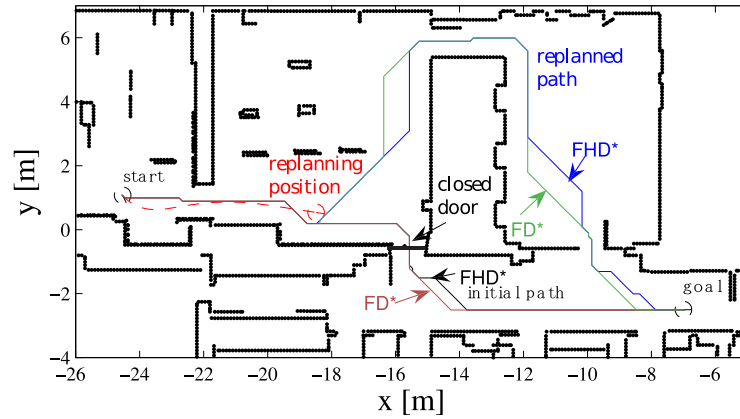 6
4
2
0
−2
−4
y [m]
start
replanning
position
closed
door
replanned
path
FHD*
FD*
FHD*
initial path
FD*
goal
−26 −24 −22 −20 −18 −16 −14 −12 −10 −8 −6
x [m]